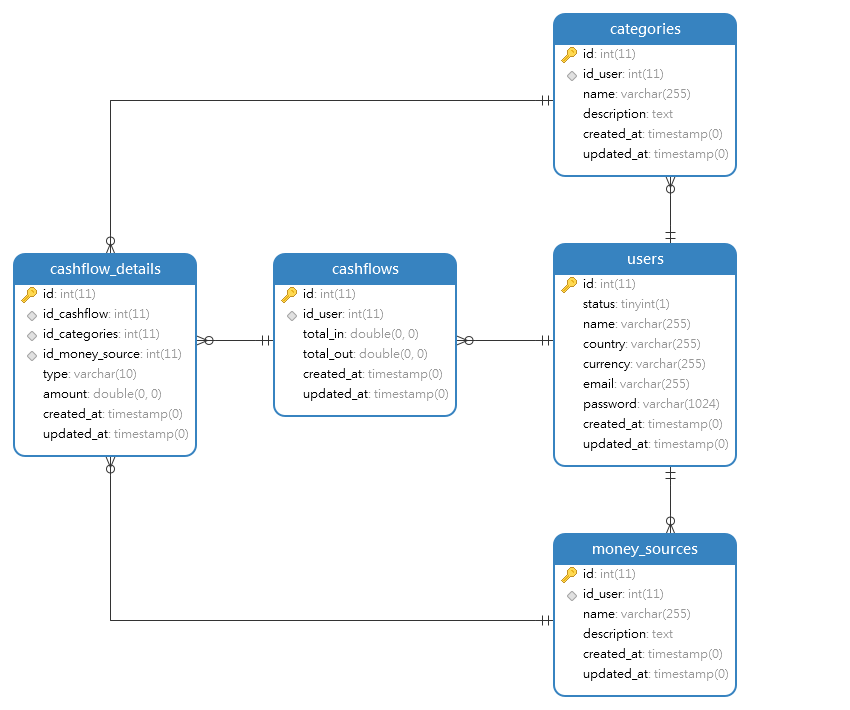 categories
id: int(11)
id_user: int(11)
name: varchar(255)
description: text
created_at: timestamp(0)
updated_at: timestamp(0)
cashflow_details
id: int(11)
id_cashflow: int(11)
id_categories: int(11)
id_money_source: int(11)
type: varchar(10)
amount: double(0, 0)
created_at: timestamp(0)
updated_at: timestamp(0)
cashflows
id: int(11)
id_user: int(11)
total_in: double(0, 0)
total_out: double(0, 0)
created_at: timestamp(0)
updated_at: timestamp(0)
users
id: int(11)
status: tinyint(1)
name: varchar(255)
country: varchar(255)
currency: varchar(255)
email: varchar(255)
password: varchar(1024)
created_at: timestamp(0)
updated_at: timestamp(0)
money_sources
id: int(11)
id_user: int(11)
name: varchar(255)
description: text
created_at: timestamp(0)
updated_at: timestamp(0)